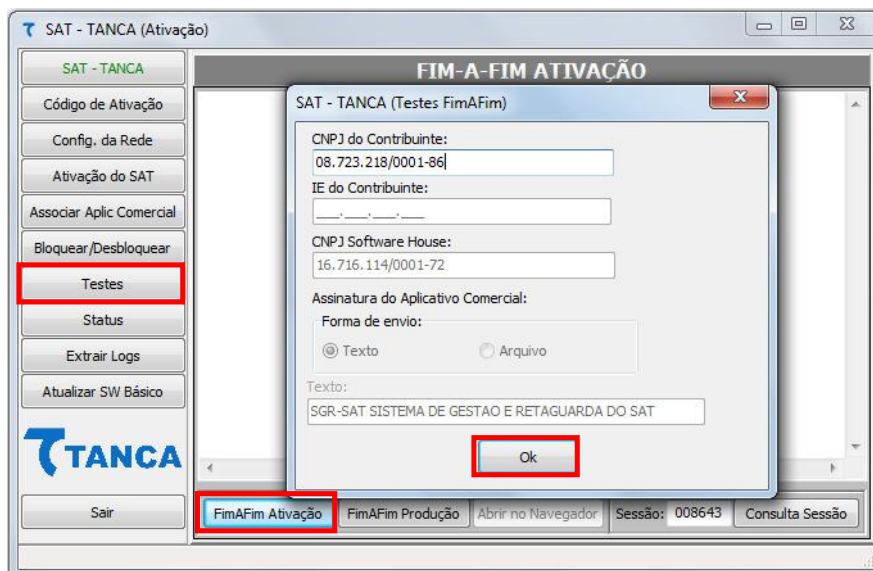 SAT - TANCA (Ativação)
SAT - TANCA
Código de Ativação
Config. da Rede
Ativação do SAT
Associar Aplic Comercial
Bloquear/Desbloquear
Testes
Status
Extrair Logs
Atualizar SW Básico
TANCA
Sair
FIM-A-FIM ATIVAÇÃO
SAT - TANCA (Testes FimAFim)
CNPJ do Contribuinte:
08.723.218/0001-86
IE do Contribuinte:
___.___.___.___
CNPJ Software House:
16.716.114/0001-72
Assinatura do Aplicativo Comercial:
Forma de envio:
Texto Arquivo
Texto:
SGR-SAT SISTEMA DE GESTAO E RETAGUARDA DO SAT
Ok
FimAFim Ativação FimAFim Produção Abrir no Navegador Sessão: 008643 Consulta Sessão